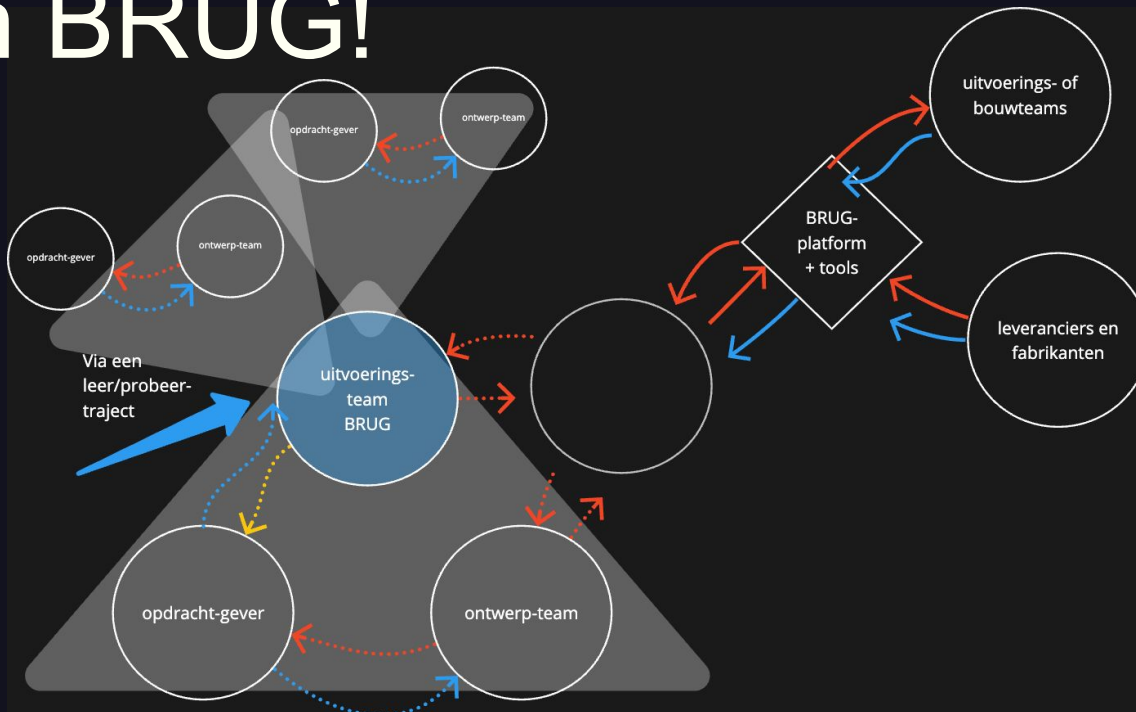 BRUG!
opdracht-gever
ontwerp-team
opdracht-gever
ontwerp-team
uitvoerings- of
bouwteams
BRUG-
platform
+ tools
leveranciers en
fabrikanten
Via een
leer/probeer-
traject
uitvoerings-
team
BRUG
opdracht-gever
ontwerp-team